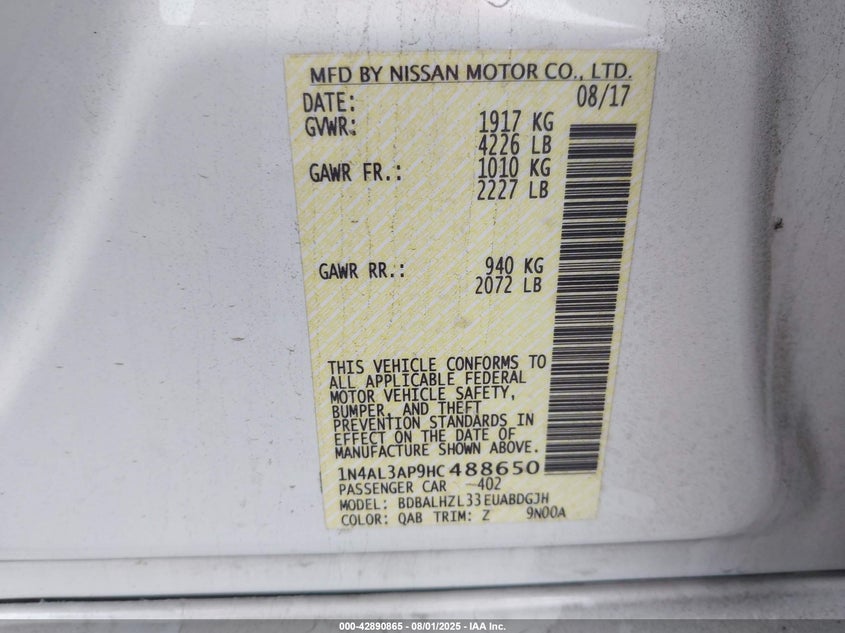 MFD BY NISSAN MOTOR CO., LTD.
DATE: 08/17
GVWR: 1917 KG
4226 LB
GAWR FR.: 1010 KG
2227 LB
GAWR RR.: 940 KG
2072 LB
THIS VEHICLE CONFORMS TO
ALL APPLICABLE FEDERAL
MOTOR VEHICLE SAFETY,
BUMPER, AND THEFT
PREVENTION STANDARDS IN
EFFECT ON THE DATE OF
MANUFACTURE SHOWN ABOVE.
1N4AL3AP9HC488650
PASSENGER CAR -402
MODEL: BDBALHZL33EUABDGJH
COLOR: QAB TRIM: Z 9N00A
000-42890865 - 08/01/2025 - IAA Inc.